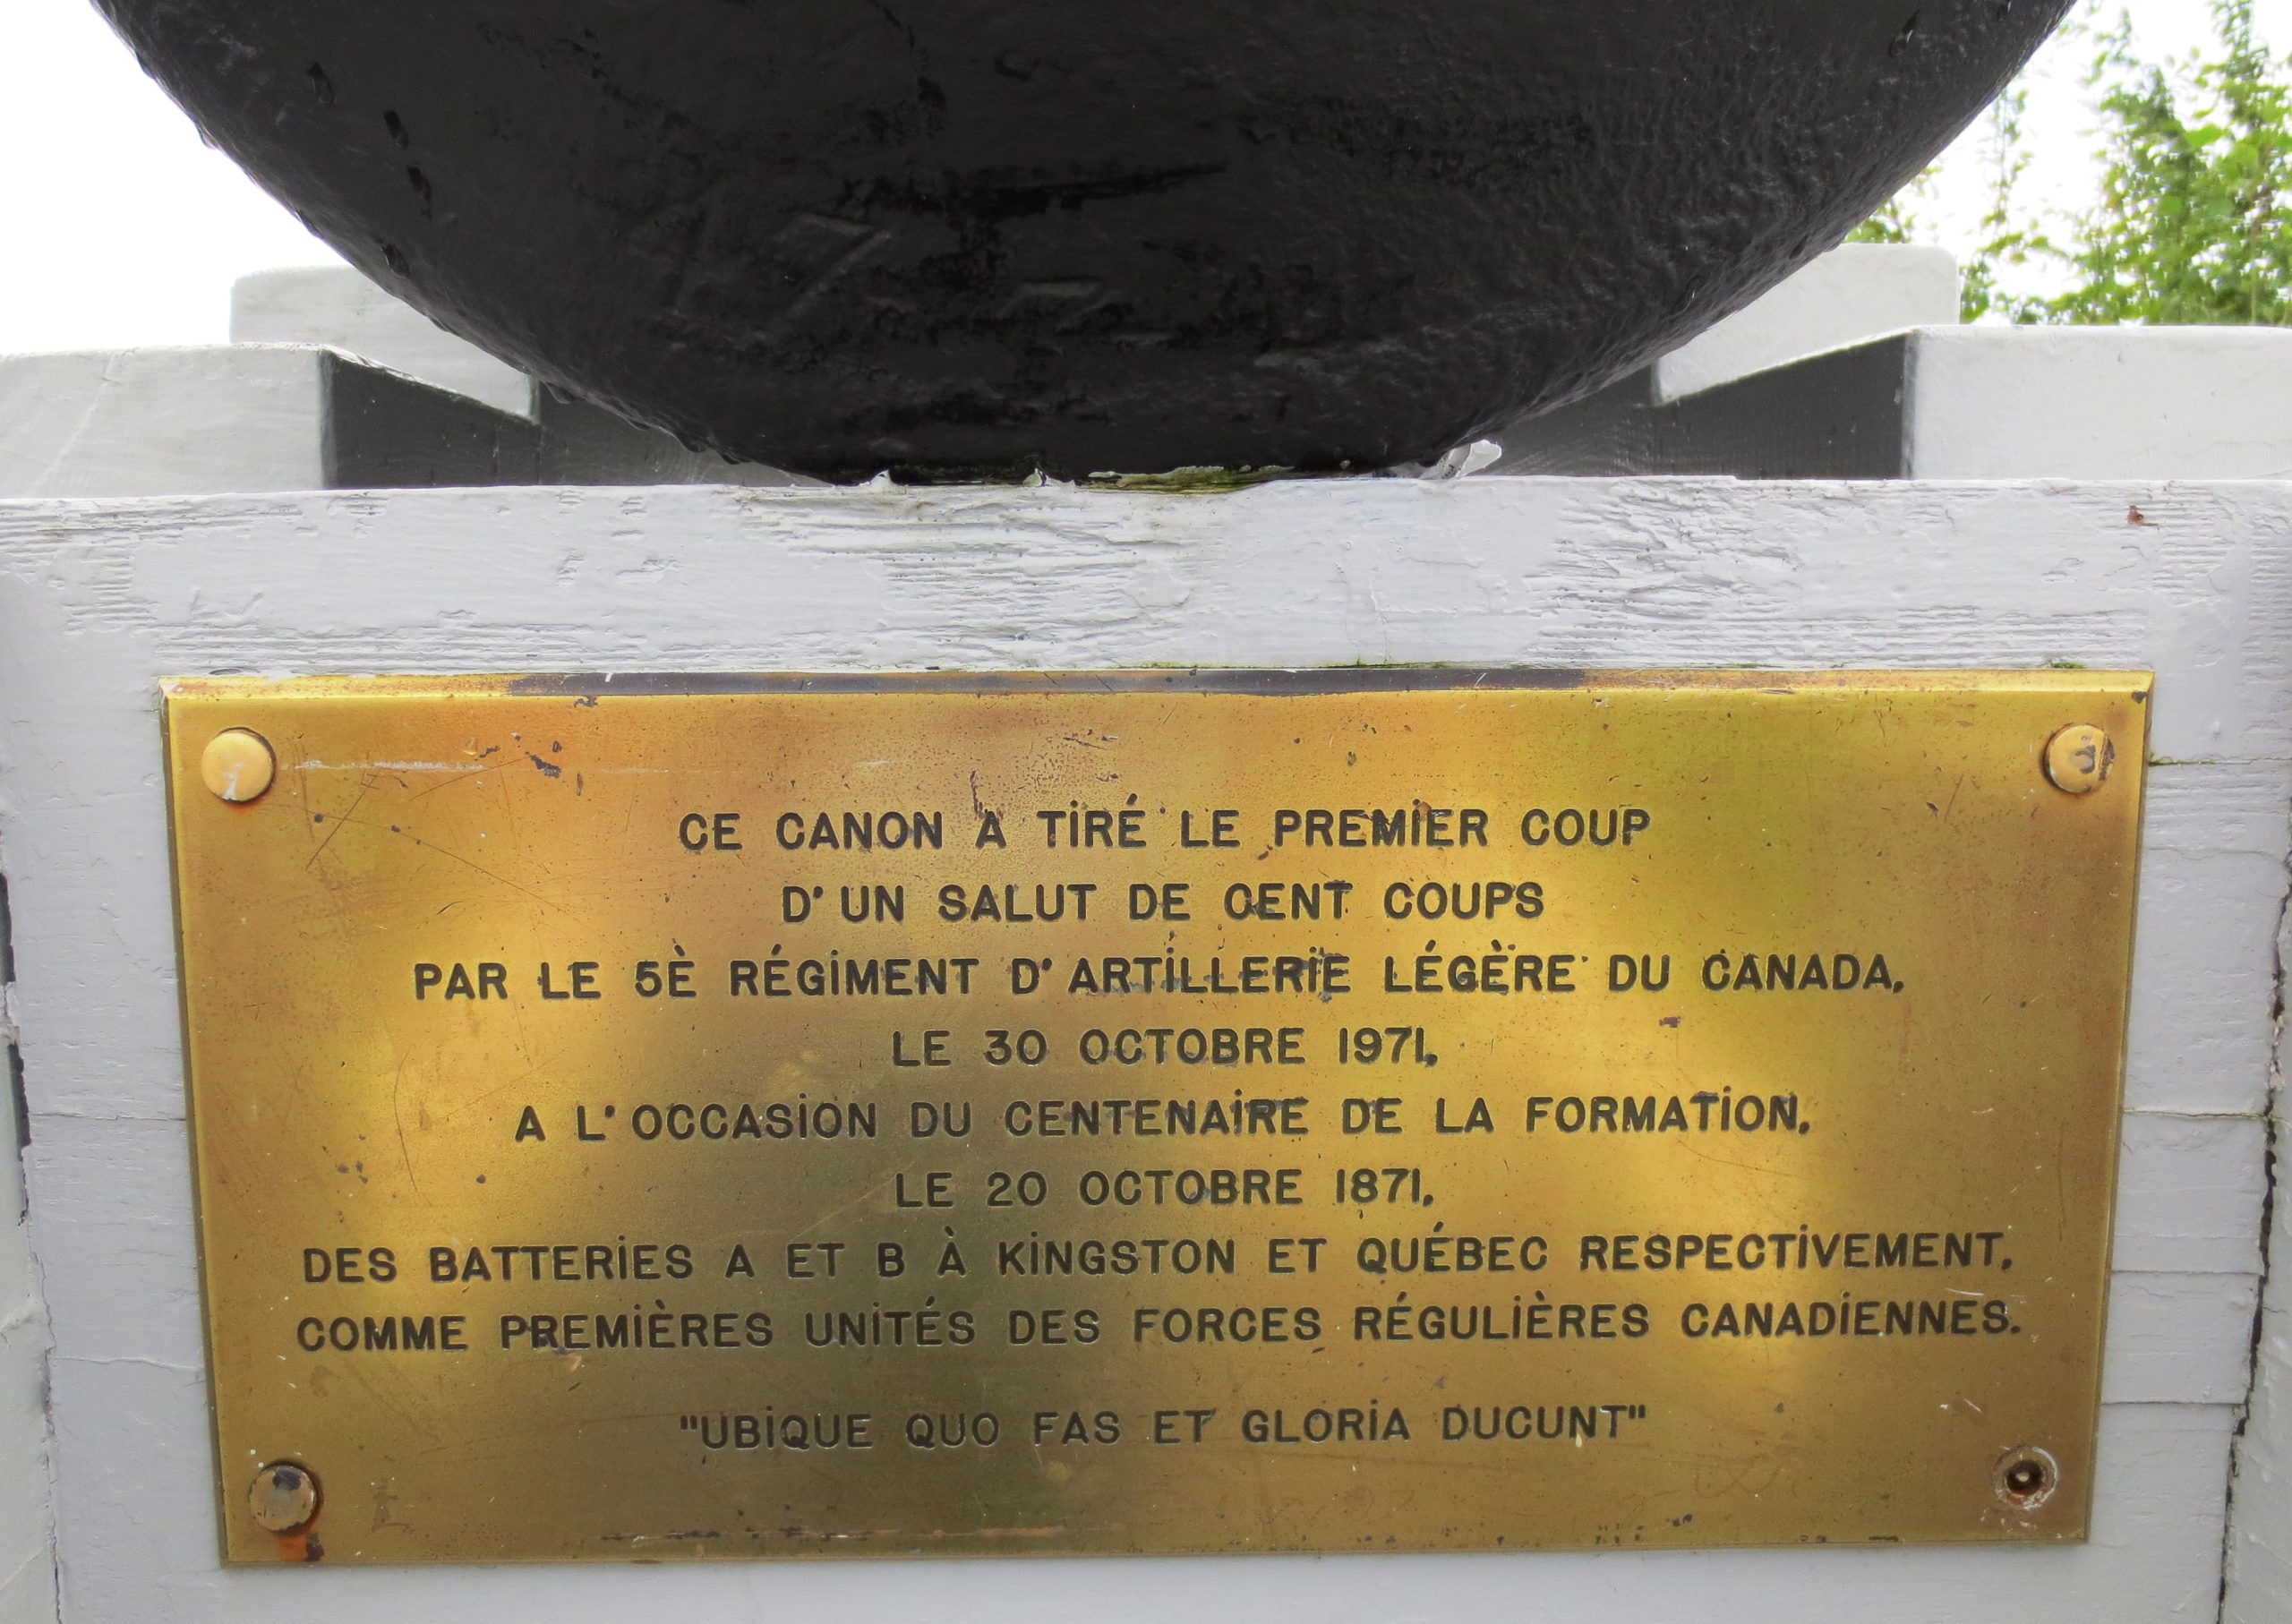 CE CANON A TIRÉ LE PREMIER COUP
D'UN SALUT DE CENT COUPS
PAR LE 5È RÉGIMENT D'ARTILLERIE LÉGÈRE DU CANADA,
LE 30 OCTOBRE 1971,
A L'OCCASION DU CENTENAIRE DE LA FORMATION,
LE 20 OCTOBRE 1871,
DES BATTERIES A ET B À KINGSTON ET QUÉBEC RESPECTIVEMENT,
COMME PREMIÈRES UNITÉS DES FORCES RÉGULIÈRES CANADIENNES.
"UBIQUE QUO FAS ET GLORIA DUCUNT"